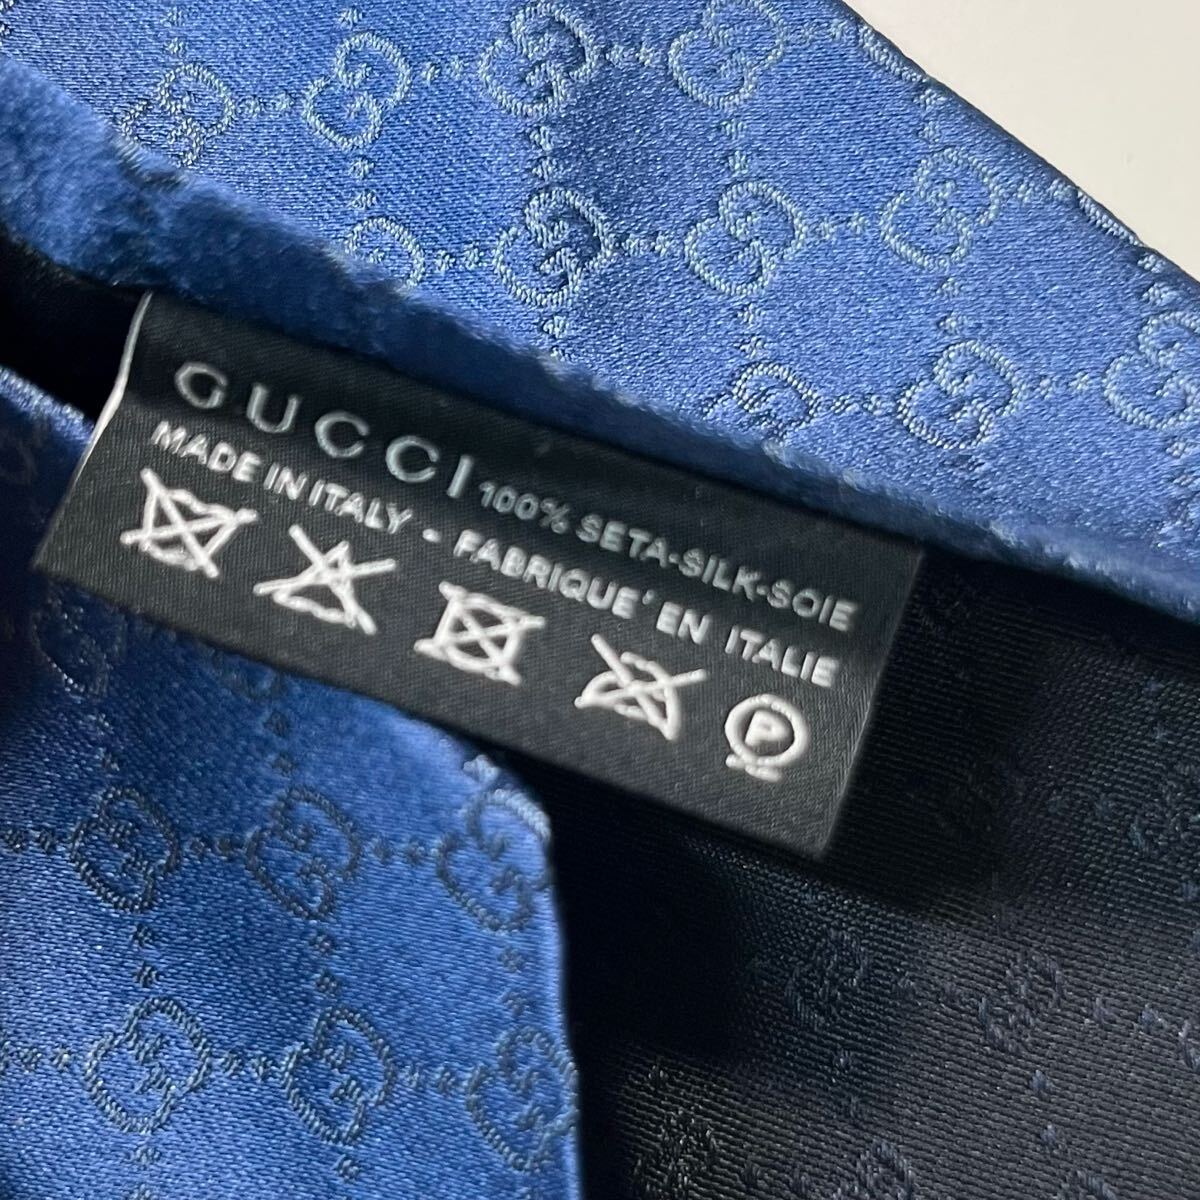 GUCCI 100% SETA-SILK-SOIE
MADE IN ITALY - FABRIQUE' EN ITALIE
P